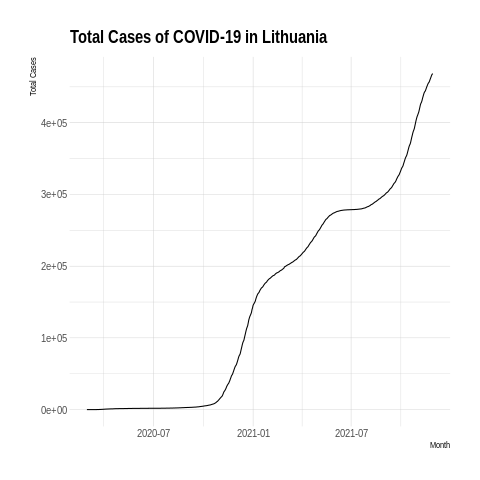 Total Cases of COVID-19 in Lithuania
Total Cases
4e+05
3e+05
2e+05
1e+05
0e+00
2020-07 2021-01 2021-07
Month